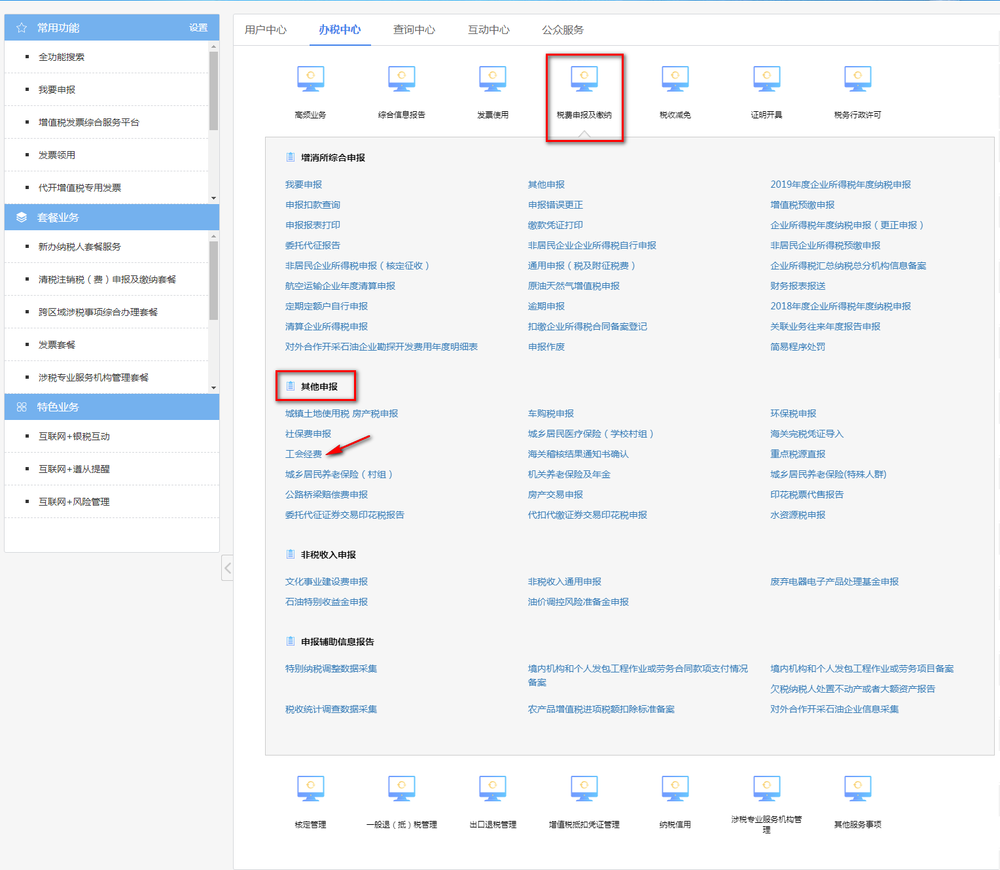 常用功能 设置
全功能搜索
我要申报
增值税发票综合服务平台
发票领用
代开增值税专用发票
套餐业务
新办纳税人套餐服务
清税注销税（费）申报及缴纳套餐
跨区域涉税事项综合办理套餐
发票套餐
涉税专业服务机构管理套餐
特色业务
互联网+银税互动
互联网+遵从提醒
互联网+风险管理
用户中心 办税中心 查询中心 互动中心 公众服务
高频业务 综合信息报告 发票使用 税费申报及缴纳 税收减免 证明开具 税务行政许可
增消所综合申报
我要申报 其他申报 2019年度企业所得税年度纳税申报
申报扣款查询 申报错误更正 增值税预缴申报
申报报表打印 缴款凭证打印 企业所得税年度纳税申报（更正申报）
委托代征报告 非居民企业企业所得税自行申报 非居民企业所得税预缴申报
非居民企业所得税申报（核定征收） 通用申报（税及附征税费） 企业所得税汇总纳税总分机构信息备案
航空运输企业年度清算申报 原油天然气增值税申报 财务报表报送
定期定额户自行申报 逾期申报 2018年度企业所得税年度纳税申报
清算企业所得税申报 扣缴企业所得税合同备案登记 关联业务往来年度报告申报
对外合作开采石油企业勘探开发费用年度明细表 申报作废 简易程序处罚
其他申报
城镇土地使用税 房产税申报 车购税申报 环保税申报
社保费申报 城乡居民医疗保险（学校村组） 海关完税凭证导入
工会经费 海关稽核结果通知书确认 重点税源直报
城乡居民养老保险（村组） 机关养老保险及年金 城乡居民养老保险(特殊人群)
公路桥梁赔偿费申报 房产交易申报 印花税票代售报告
委托代征证券交易印花税报告 代扣代缴证券交易印花税申报 水资源税申报
非税收入申报
文化事业建设费申报 非税收入通用申报 废弃电器电子产品处理基金申报
石油特别收益金申报 油价调控风险准备金申报
申报辅助信息报告
特别纳税调整数据采集 境内机构和个人发包工程作业或劳务合同款项支付情况 境内机构和个人发包工程作业或劳务项目备案
备案
欠税纳税人处置不动产或者大额资产报告
税收统计调查数据采集 农产品增值税进项税额扣除标准备案 对外合作开采石油企业信息采集
核定管理 一般退（抵）税管理 出口退税管理 增值税抵扣凭证管理 纳税信用 涉税专业服务机构管 其他服务事项
理